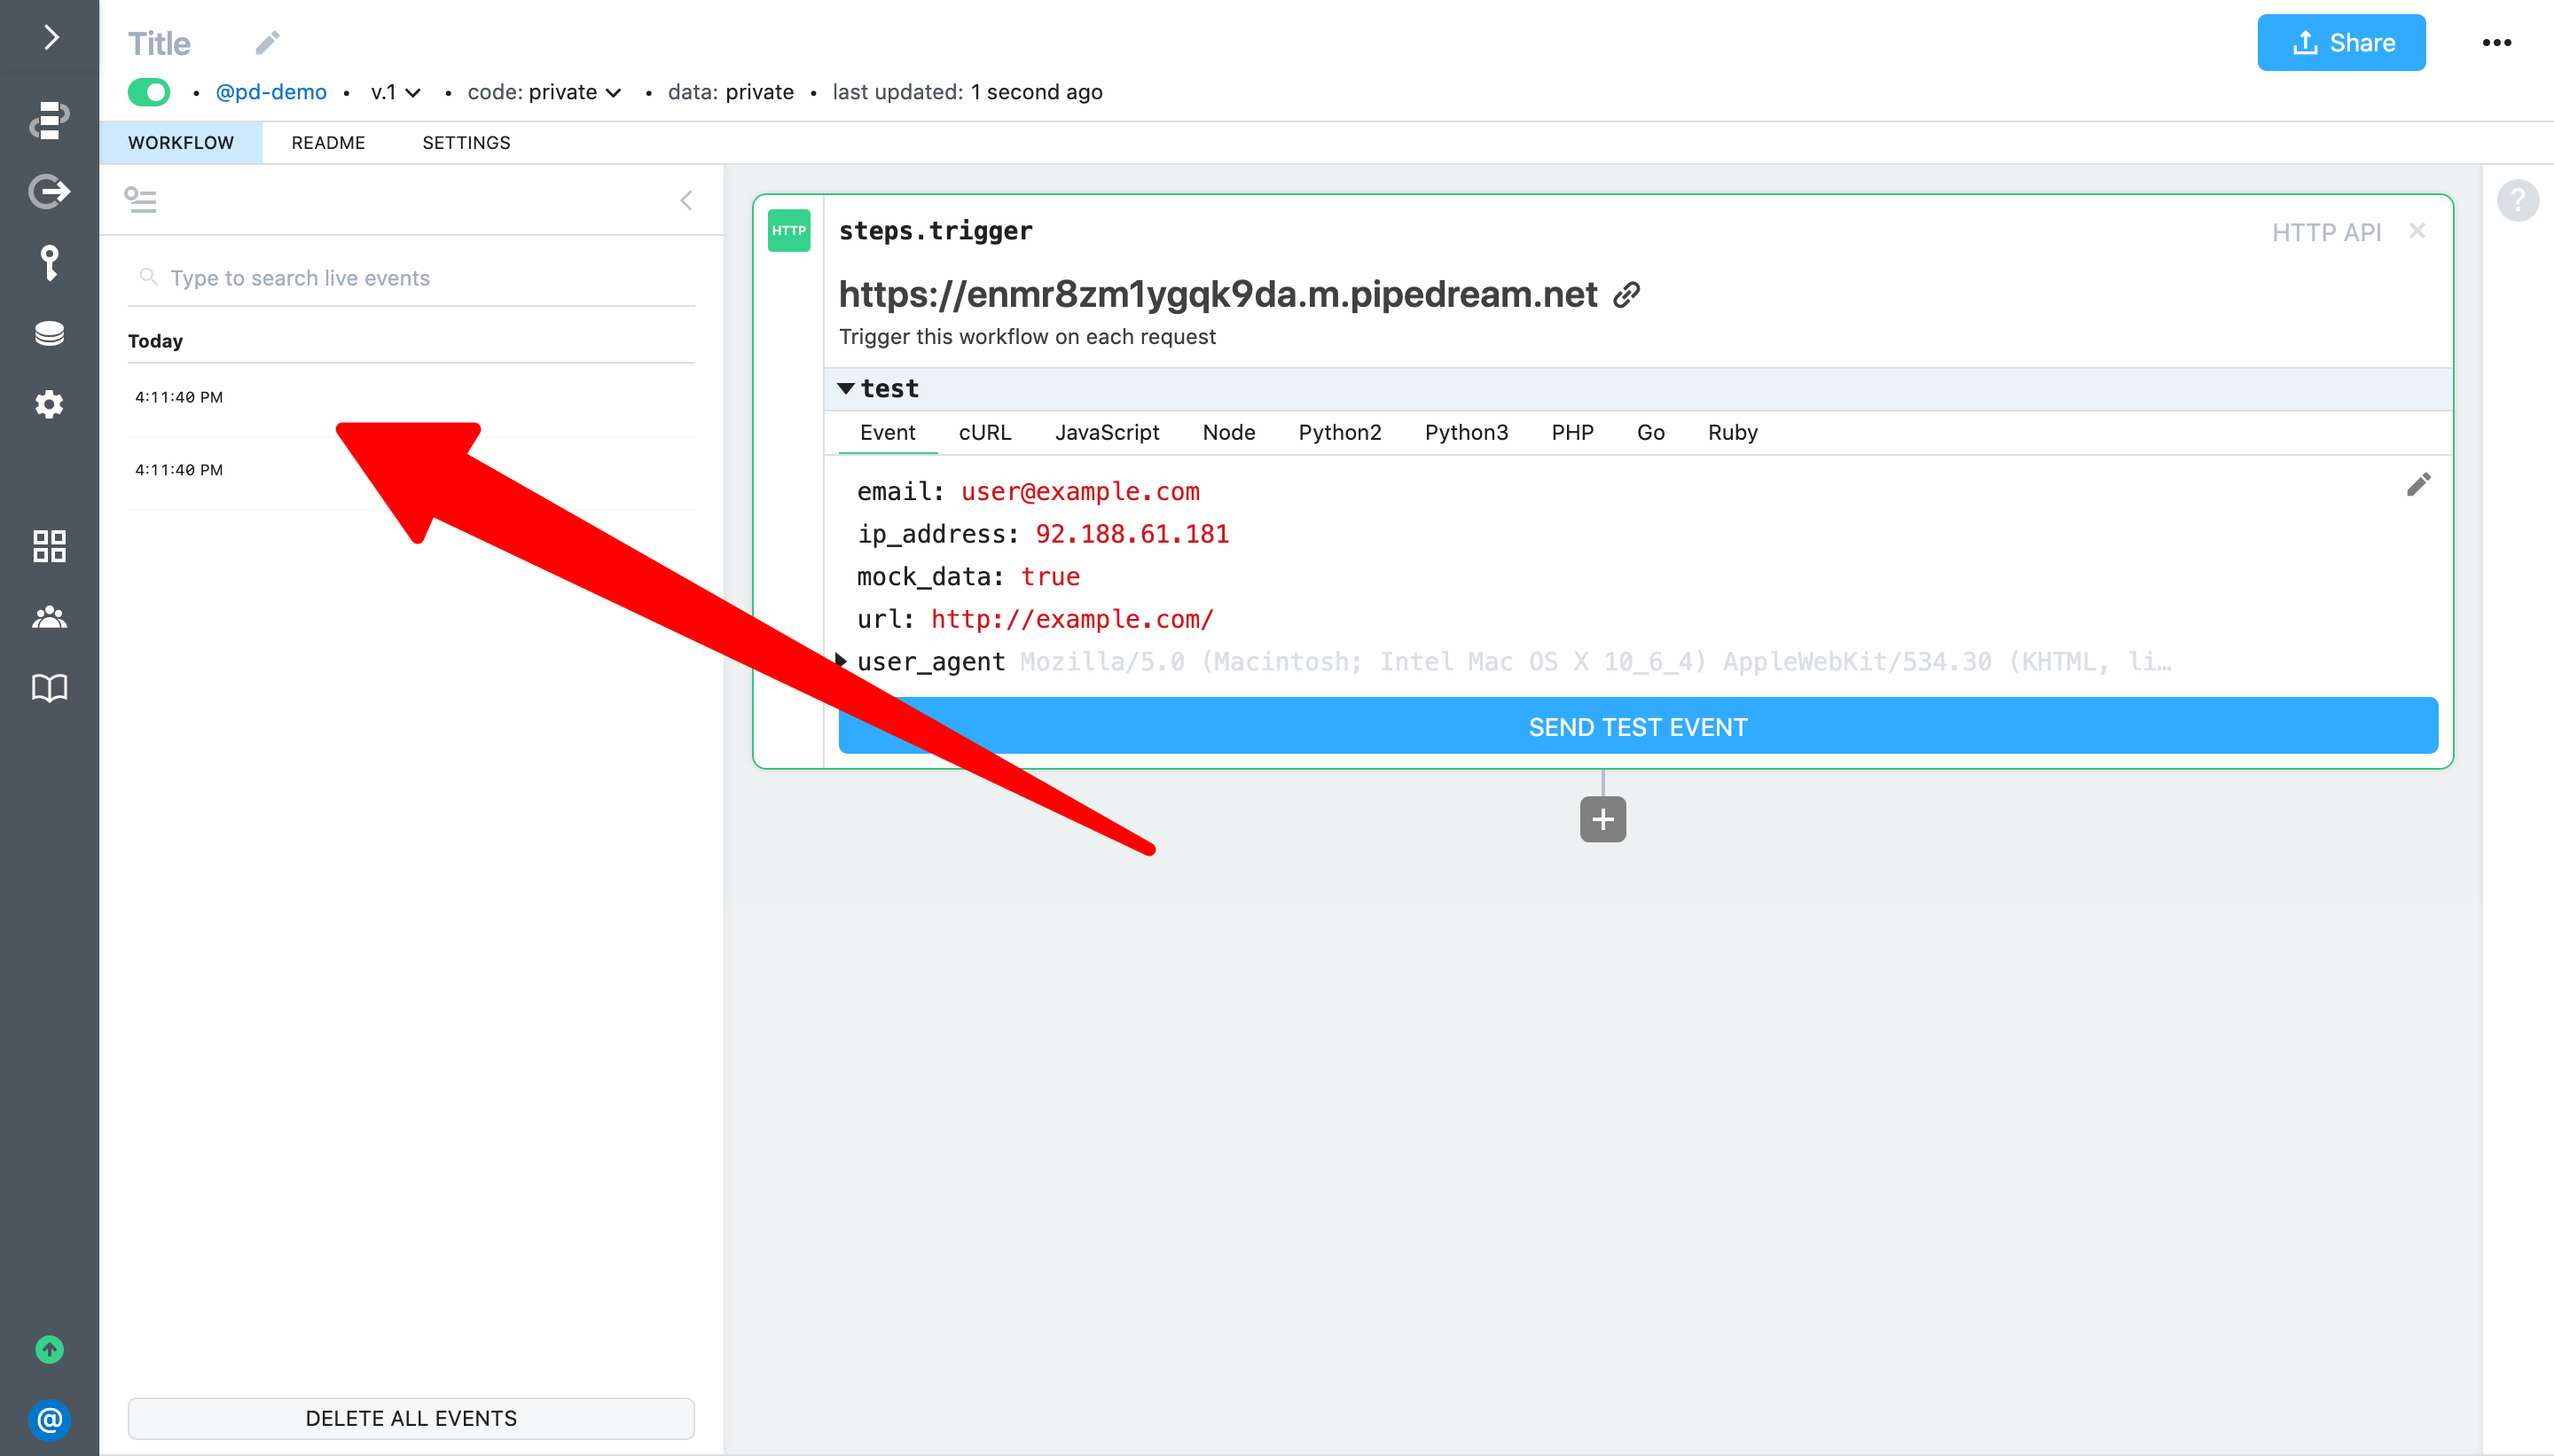 Title
Share
• @pd-demo • v.1 • code: private • data: private • last updated: 1 second ago
WORKFLOW README SETTINGS
Type to search live events
Today
4:11:40 PM
4:11:40 PM
DELETE ALL EVENTS
HTTP steps.trigger HTTP API
https://enmr8zm1ygqk9da.m.pipedream.net
Trigger this workflow on each request
test
Event cURL JavaScript Node Python2 Python3 PHP Go Ruby
email: user@example.com
ip_address: 92.188.61.181
mock_data: true
url: http://example.com/
user_agent Mozilla/5.0 (Macintosh; Intel Mac OS X 10_6_4) AppleWebKit/534.30 (KHTML, li…
SEND TEST EVENT
+
?
@